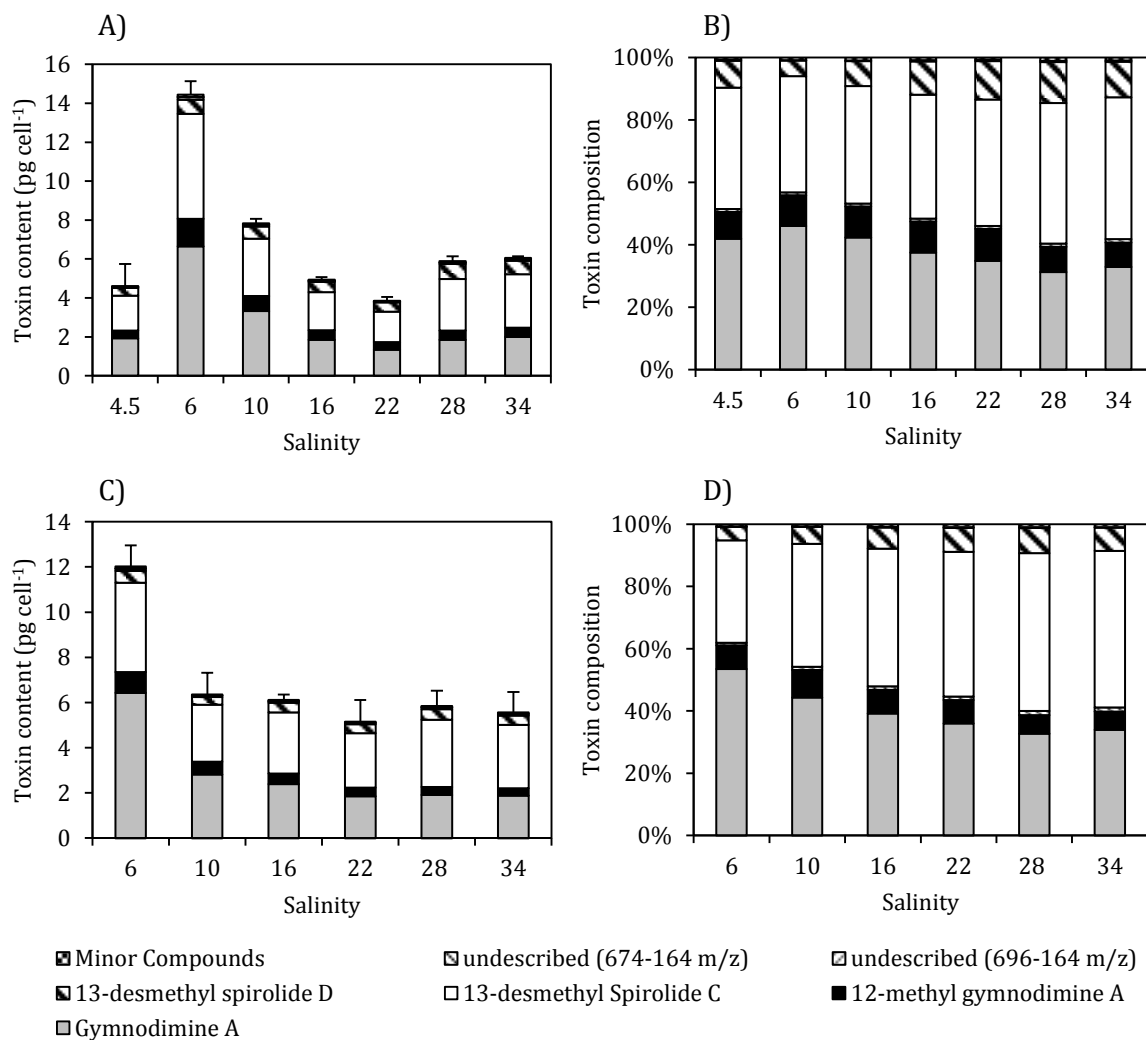 A)
B)
Toxin content (pg cell-1)
16
14
12
10
8
6
4
2
0
4.5 6 10 16 22 28 34
Salinity
Toxin composition
100%
80%
60%
40%
20%
0%
4.5 6 10 16 22 28 34
Salinity
C)
D)
Toxin content (pg cell-1)
14
12
10
8
6
4
2
0
6 10 16 22 28 34
Salinity
Toxin composition
100%
80%
60%
40%
20%
0%
6 10 16 22 28 34
Salinity
Minor Compounds undescribed (674-164 m/z) undescribed (696-164 m/z)
13-desmethyl spirolide D 13-desmethyl Spirolide C 12-methyl gymnodimine A
Gymnodimine A